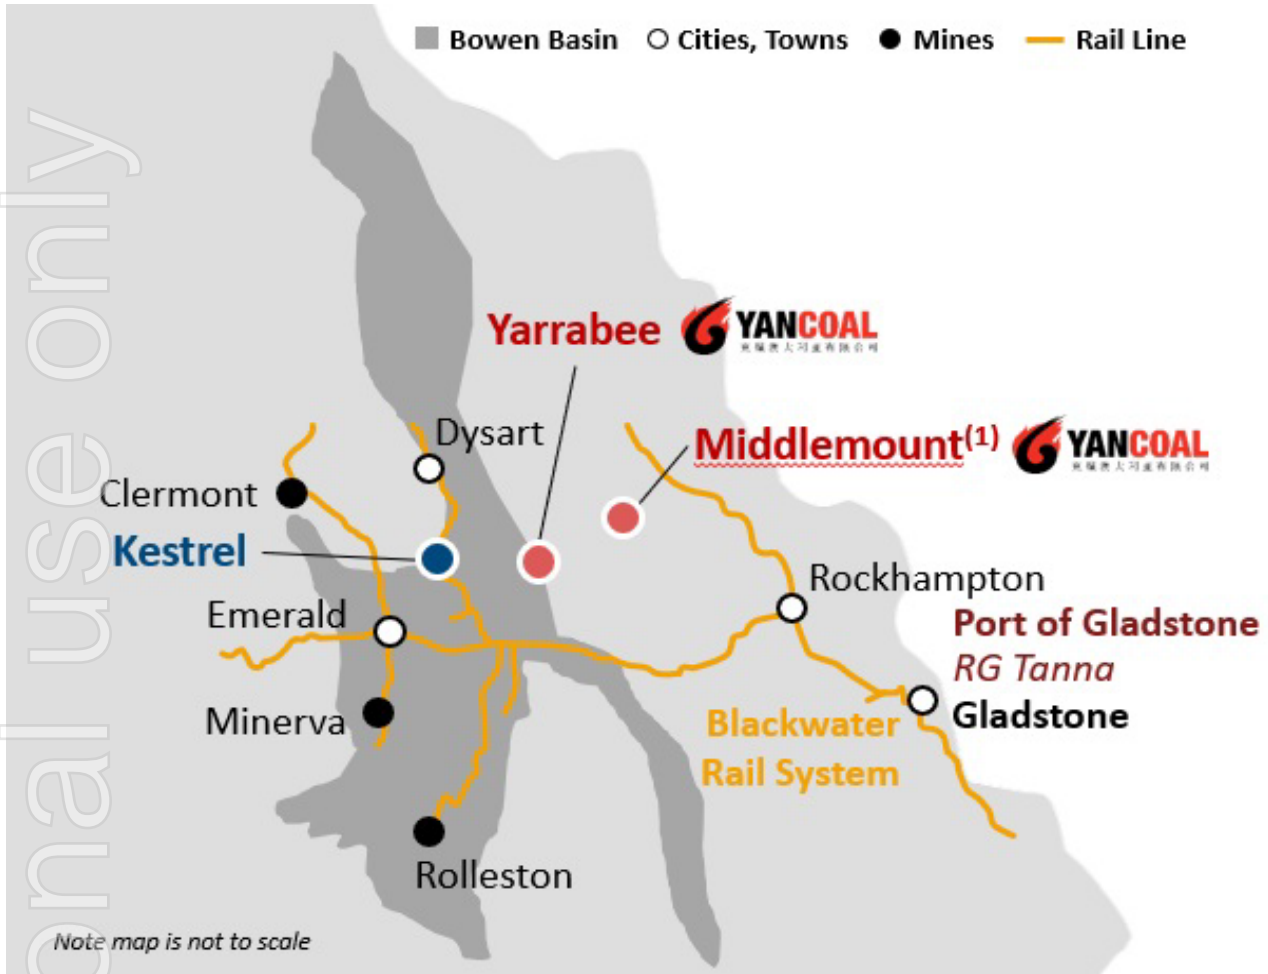 Bowen Basin Cities, Towns Mines Rail Line
Yarrabee YANCOAL
Dysart
Middlemount(1) YANCOAL
Clermont
Kestrel
Rockhampton
Emerald
Port of Gladstone
RG Tanna
Gladstone
Minerva
Blackwater
Rail System
Rolleston
Note map is not to scale
onal use only